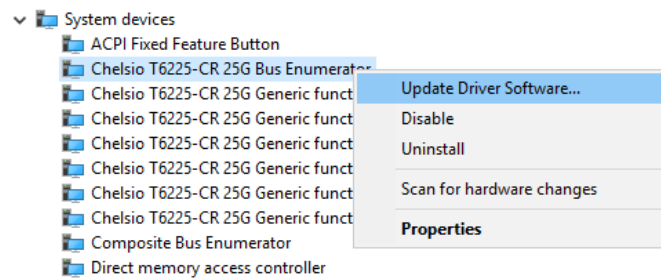 System devices
ACPI Fixed Feature Button
Chelsio T6225-CR 25G Bus Enumerator
Update Driver Software...
Chelsio T6225-CR 25G Generic funct
Disable
Chelsio T6225-CR 25G Generic funct
Uninstall
Chelsio T6225-CR 25G Generic funct
Chelsio T6225-CR 25G Generic funct
Scan for hardware changes
Chelsio T6225-CR 25G Generic funct
Chelsio T6225-CR 25G Generic funct
Properties
Composite Bus Enumerator
Direct memory access controller